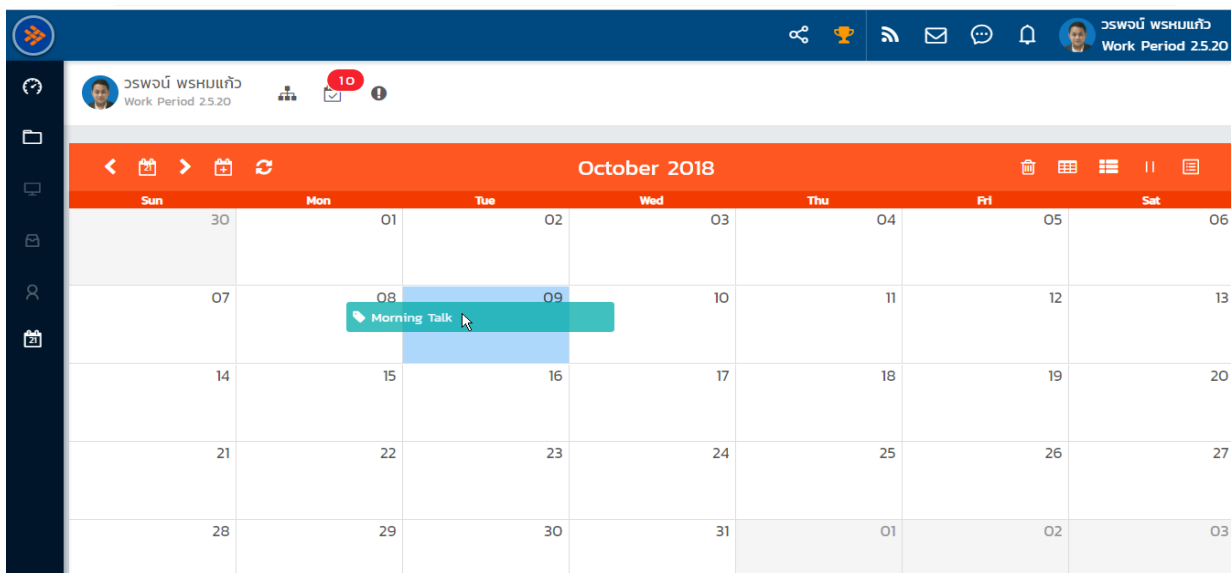 วรพจน์ พรหมแก้ว
Work Period 2.5.20
วรพจน์ พรหมแก้ว
Work Period 2.5.20
10
21
October 2018
Sun Mon Tue Wed Thu Fri Sat
30 01 02 03 04 05 06
07 08 09 10 11 12 13
Morning Talk
21
14 15 16 17 18 19 20
21 22 23 24 25 26 27
28 29 30 31 01 02 03